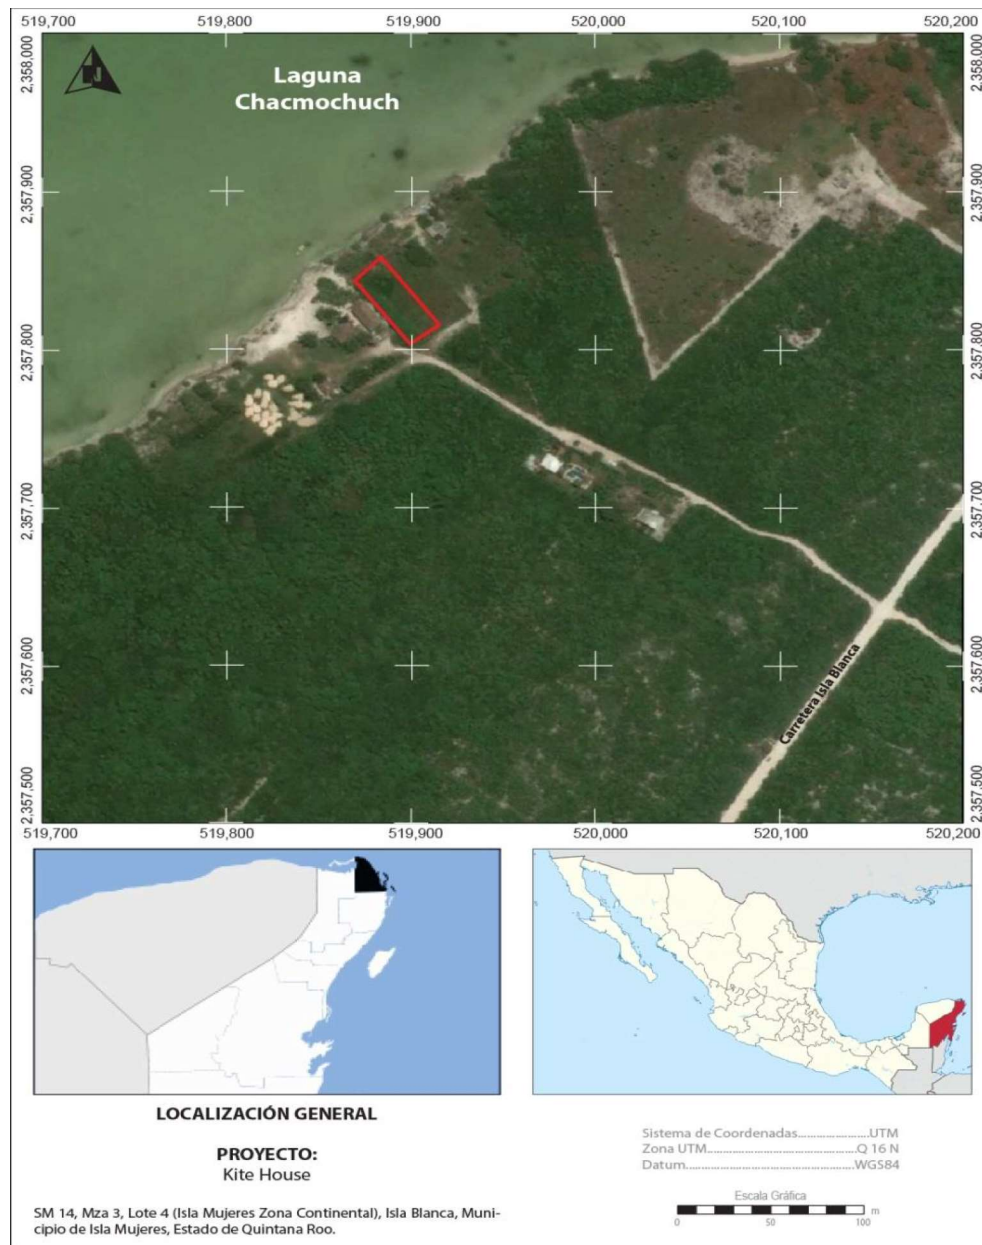 519,700 519,800 519,900 520,000 520,100 520,200
2,358,000
2,358,000
Laguna
Chacmochuch
2,357,900
2,357,900
2,357,800
2,357,800
2,357,700
2,357,700
2,357,600
2,357,600
Carretera Isla Blanca
2,357,500
2,357,500
519,700 519,800 519,900 520,000 520,100 520,200
LOCALIZACIÓN GENERAL
PROYECTO:
Kite House
SM 14, Mza 3, Lote 4 (Isla Mujeres Zona Continental), Isla Blanca, Muni-
cipio de Isla Mujeres, Estado de Quintana Roo.
Sistema de Coordenadas......................UTM
Zona UTM..................................................Q 16 N
Datum........................................................WGS84
Escala Gráfica
0 50 100 m